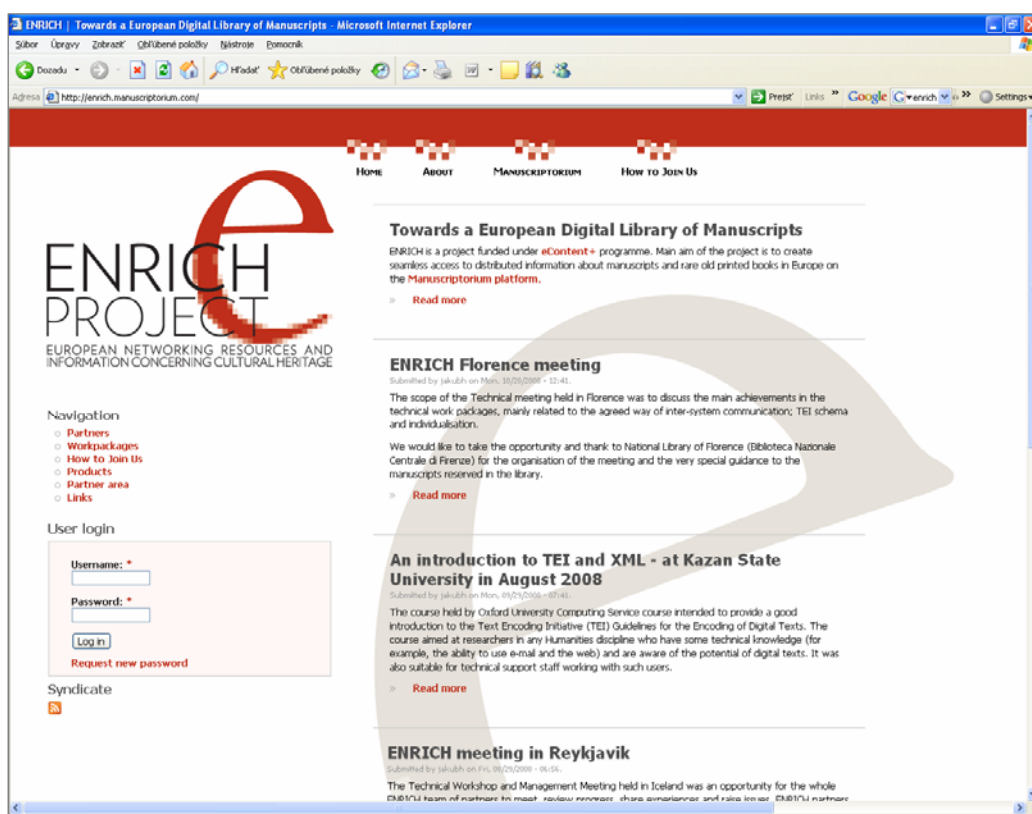 ENRICH | Towards a European Digital Library of Manuscripts - Microsoft Internet Explorer
Súbor Úpravy Zobraziť Obľúbené položky Nástroje Pomocník
Dozadu Hľadať Obľúbené položky
Adresa http://enrich.manuscriptorium.com/ Prejsť Links » Google G enrich » Settings
HOME ABOUT MANUSCRIPTORIUM HOW TO JOIN US
e
ENRICH
PROJECT
EUROPEAN NETWORKING RESOURCES AND
INFORMATION CONCERNING CULTURAL HERITAGE
Navigation
Partners
Workpackages
How to Join Us
Products
Partner area
Links
User login
Username: *
Password: *
Log in
Request new password
Syndicate
Towards a European Digital Library of Manuscripts
ENRICH is a project funded under eContent+ programme. Main aim of the project is to create
seamless access to distributed information about manuscripts and rare old printed books in Europe on
the Manuscriptorium platform.
» Read more
ENRICH Florence meeting
Submitted by jakubh on Mon, 10/20/2008 - 12:41.
The scope of the Technical meeting held in Florence was to discuss the main achievements in the
technical work packages, mainly related to the agreed way of inter-system communication; TEI schema
and individualisation.
We would like to take the opportunity and thank to National Library of Florence (Biblioteca Nazionale
Centrale di Firenze) for the organisation of the meeting and the very special guidance to the
manuscripts reserved in the library.
» Read more
An introduction to TEI and XML - at Kazan State
University in August 2008
Submitted by jakubh on Mon, 09/29/2008 - 07:41.
The course held by Oxford University Computing Service course intended to provide a good
introduction to the Text Encoding Initiative (TEI) Guidelines for the Encoding of Digital Texts. The
course aimed at researchers in any Humanities discipline who have some technical knowledge (for
example, the ability to use e-mal and the web) and are aware of the potential of digital texts. It was
also suitable for technical support staff working with such users.
» Read more
ENRICH meeting in Reykjavik
Submitted by jakubh on Fri, 08/29/2008 - 06:56.
The Technical Workshop and Management Meeting held in Iceland was an opportunity for the whole
ENRICH team of partners to meet, review progress, share experiences and raise issues. ENRICH partners